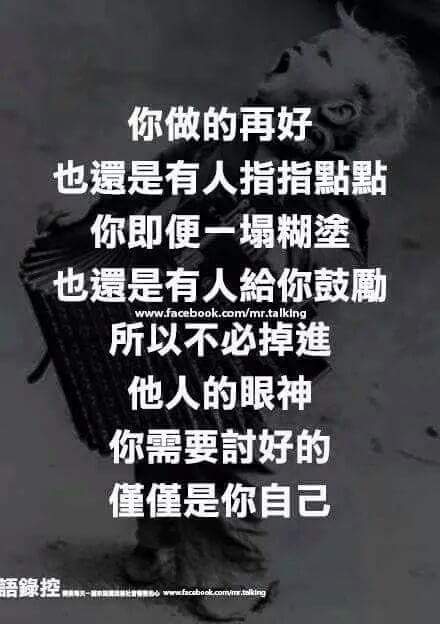 你做的再好
也還是有人指指點點
你即便一塌糊塗
也還是有人給你鼓勵
www.facebook.com/mr.talking
所以不必掉進
他人的眼神
你需要討好的
僅僅是你自己
語錄控 www.facebook.com/mr.talking